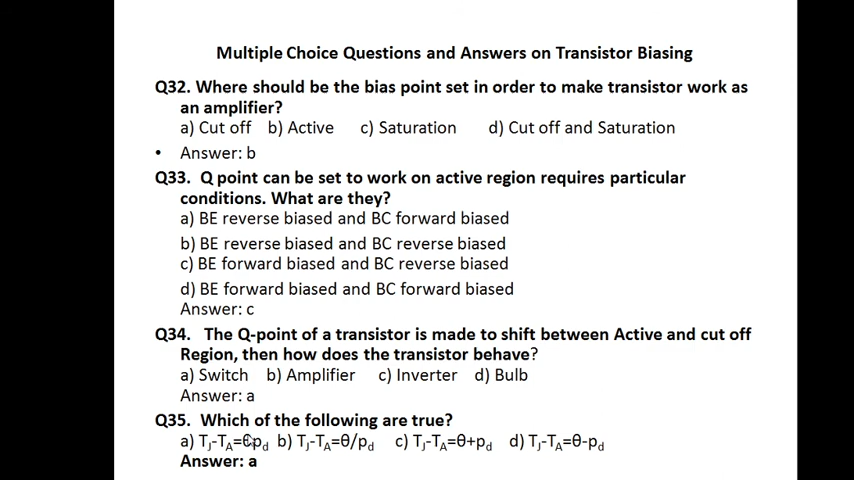 Multiple Choice Questions and Answers on Transistor Biasing
Q32. Where should be the bias point set in order to make transistor work as
an amplifier?
a) Cut off b) Active c) Saturation d) Cut off and Saturation
• Answer: b
Q33. Q point can be set to work on active region requires particular
conditions. What are they?
a) BE reverse biased and BC forward biased
b) BE reverse biased and BC reverse biased
c) BE forward biased and BC reverse biased
d) BE forward biased and BC forward biased
Answer: c
Q34. The Q-point of a transistor is made to shift between Active and cut off
Region, then how does the transistor behave?
a) Switch b) Amplifier c) Inverter d) Bulb
Answer: a
Q35. Which of the following are true?
a) TJ-TA=θpd b) TJ-TA=θ/pd c) TJ-TA=θ+pd d) TJ-TA=θ-pd
Answer: a